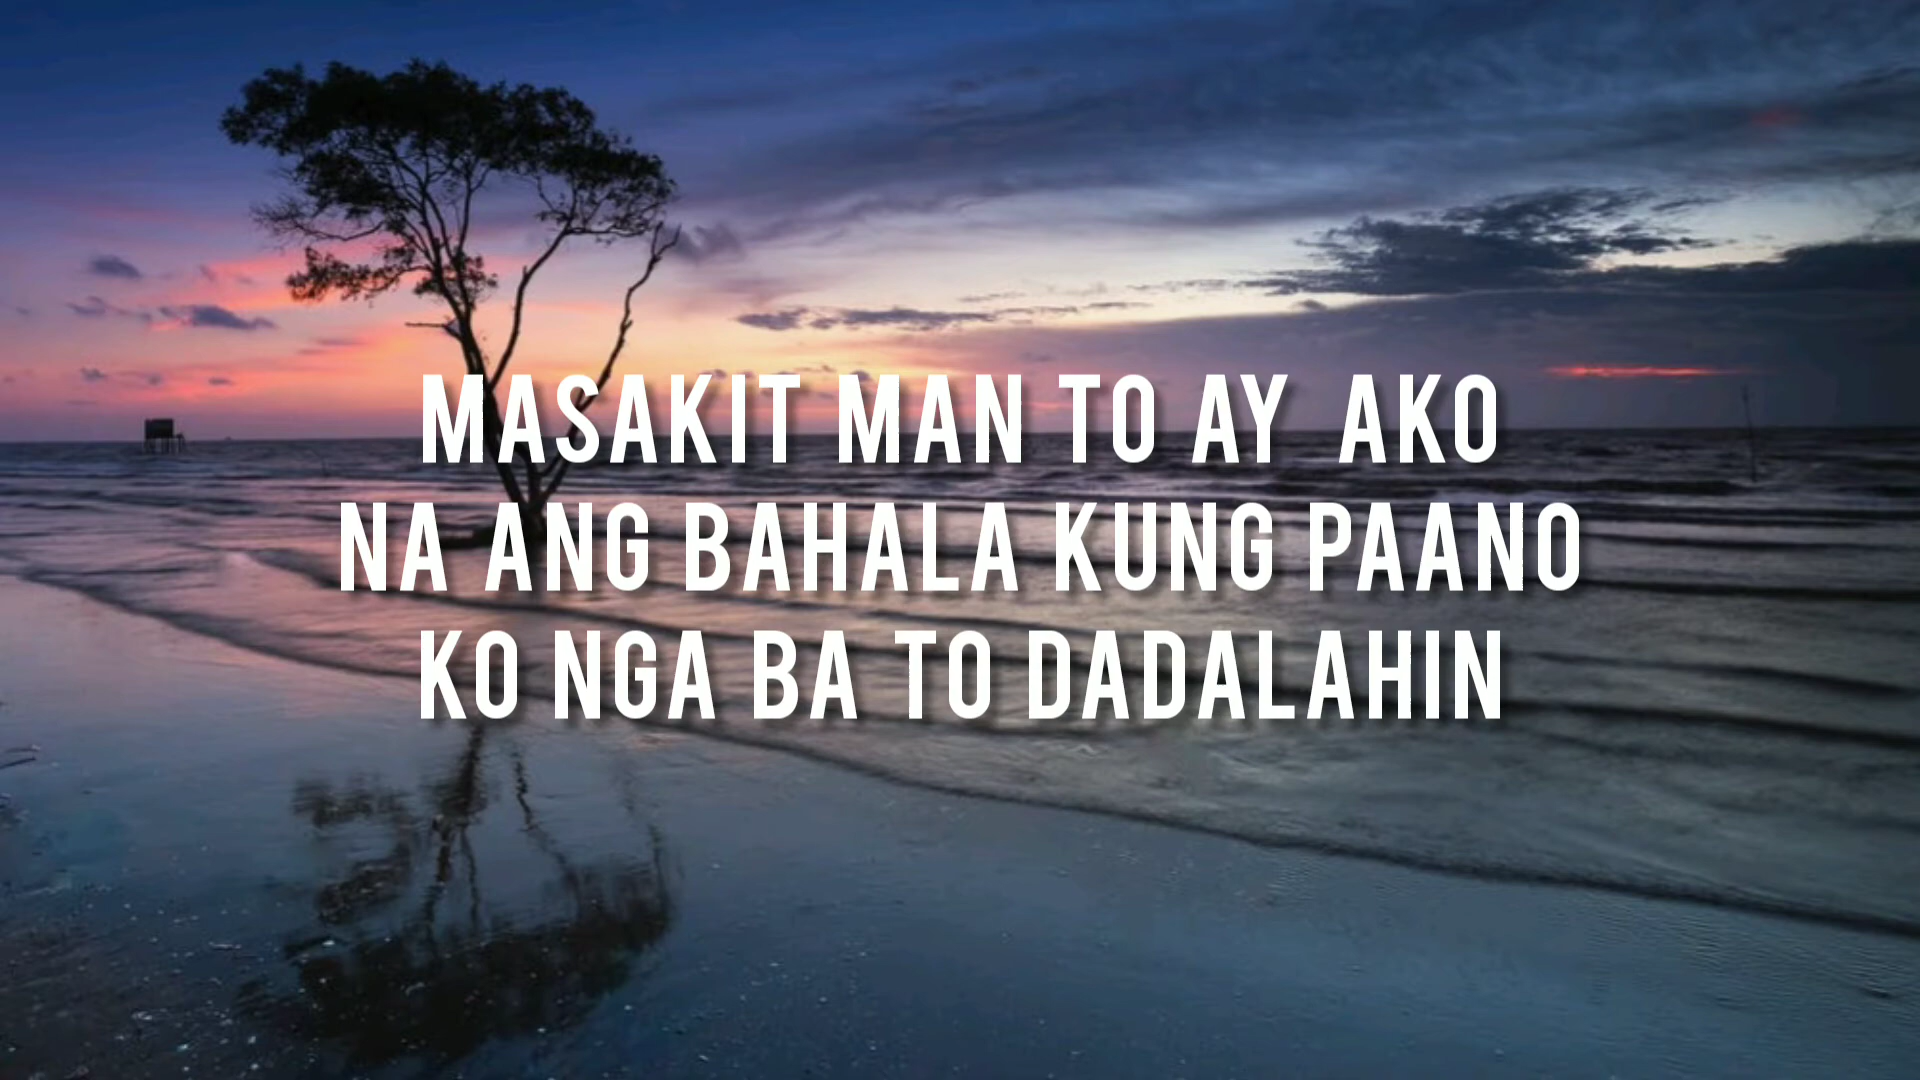 MASAKIT MAN TO AY AKO
NA ANG BAHALA KUNG PAANO
KO NGA BA TO DADALAHIN